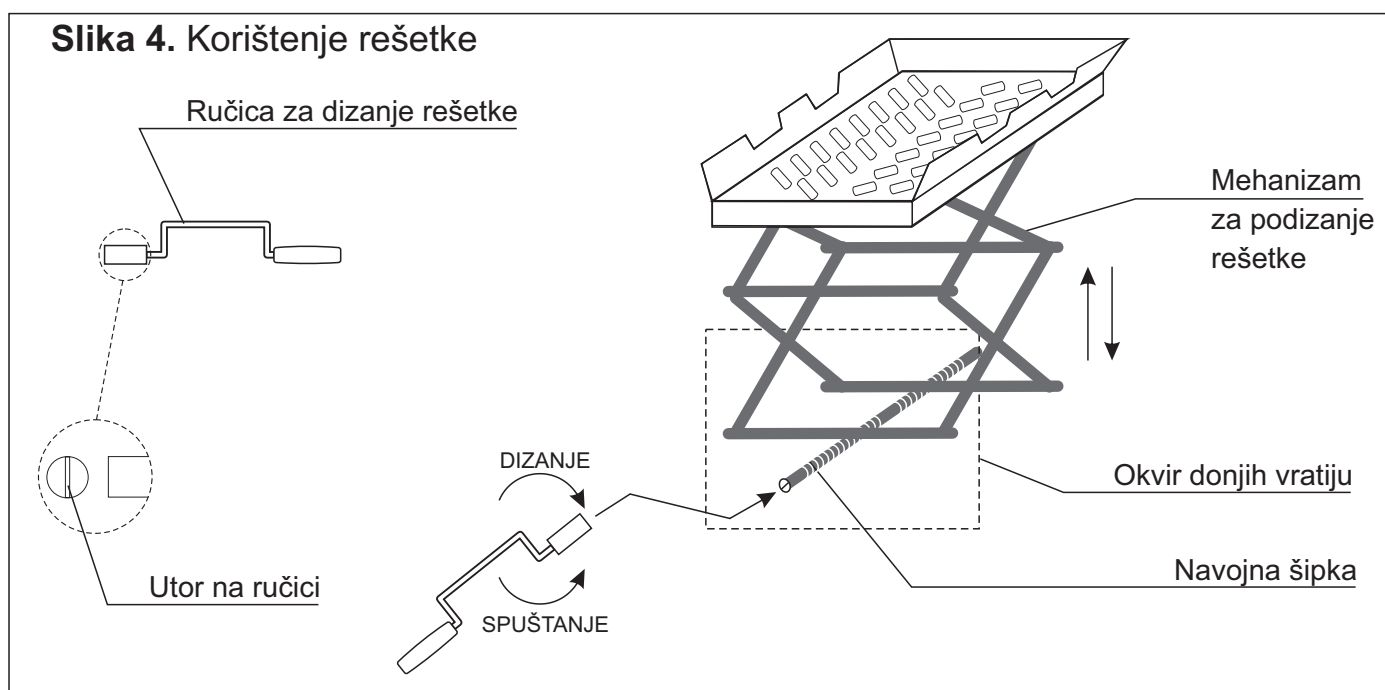 Slika 4. Korištenje rešetke
Ručica za dizanje rešetke
Mehanizam
za podizanje
rešetke
DIZANJE
Okvir donjih vratiju
Utor na ručici
Navojna šipka
SPUŠTANJE